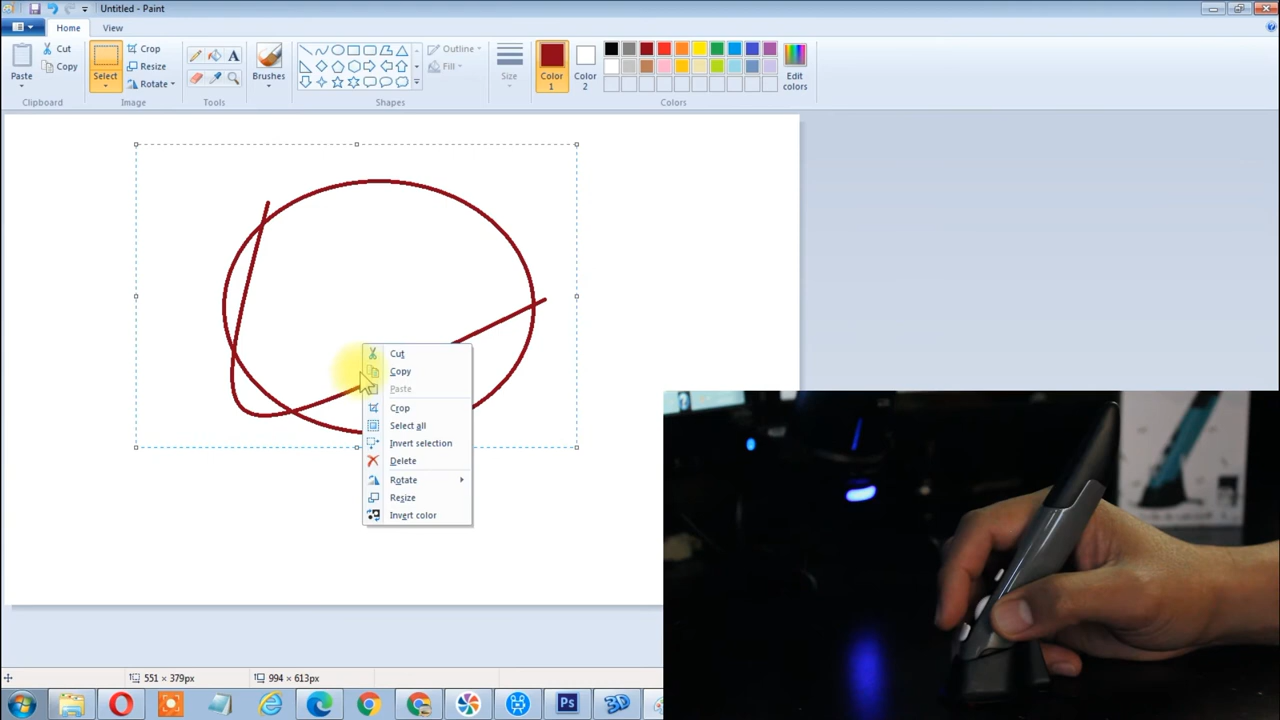 Untitled - Paint
Home
View
Paste
Cut
Copy
Clipboard
Select
Crop
Resize
Rotate
Image
A
Tools
Brushes
Outline
Fill
Shapes
Size
Color
1
Color
2
Edit
colors
Colors
Cut
Copy
Paste
Crop
Select all
Invert selection
Delete
Rotate
Resize
Invert color
551 × 379px
994 × 613px
Ps
3D